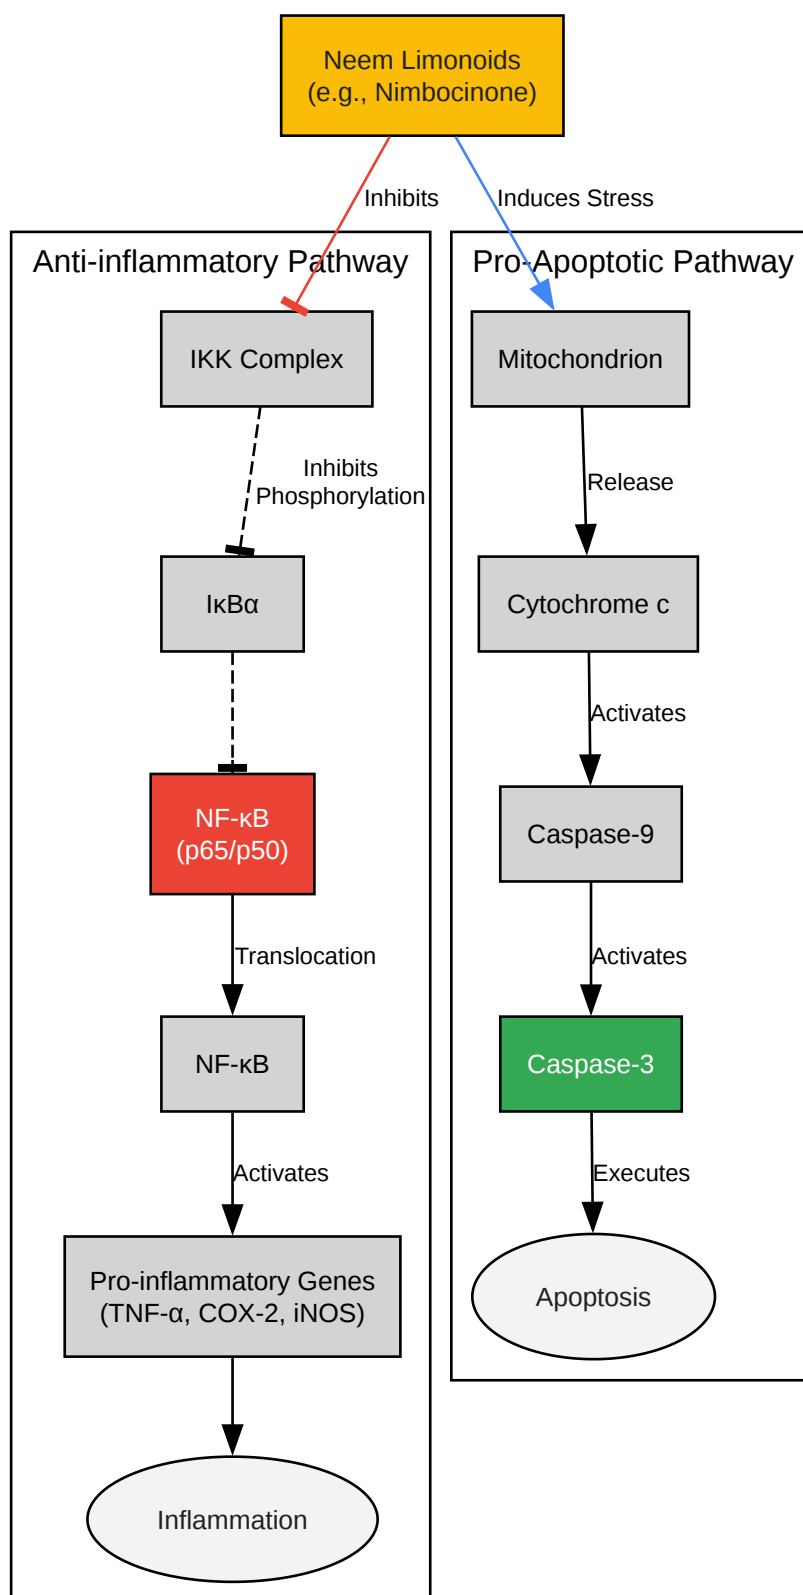 Neem Limonoids
(e.g., Nimbocinone)
Inhibits
Induces Stress
Anti-inflammatory Pathway
IKK Complex
Inhibits
Phosphorylation
IκBα
NF-κB
(p65/p50)
Translocation
NF-κB
Activates
Pro-inflammatory Genes
(TNF-α, COX-2, iNOS)
Inflammation
Pro-Apoptotic Pathway
Mitochondrion
Release
Cytochrome c
Activates
Caspase-9
Activates
Caspase-3
Executes
Apoptosis